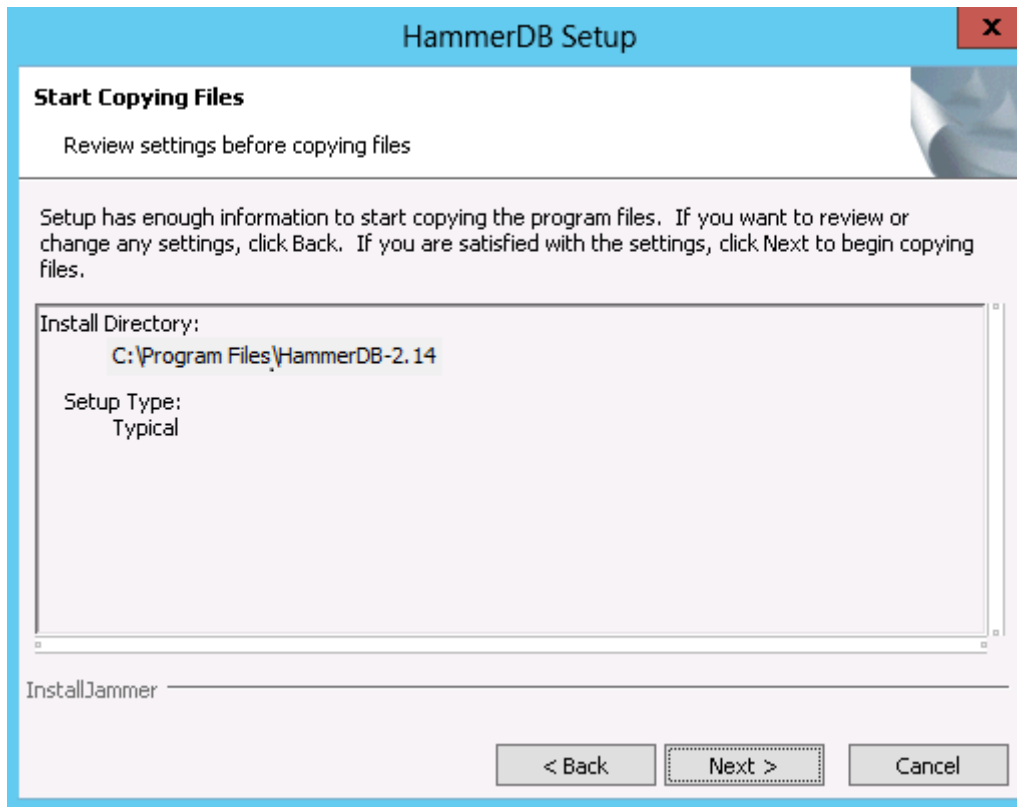 HammerDB Setup
x
Start Copying Files
Review settings before copying files
Setup has enough information to start copying the program files. If you want to review or
change any settings, click Back. If you are satisfied with the settings, click Next to begin copying
files.
Install Directory:
C:\Program Files\HammerDB-2.14
Setup Type:
Typical
InstallJammer
< Back Next > Cancel